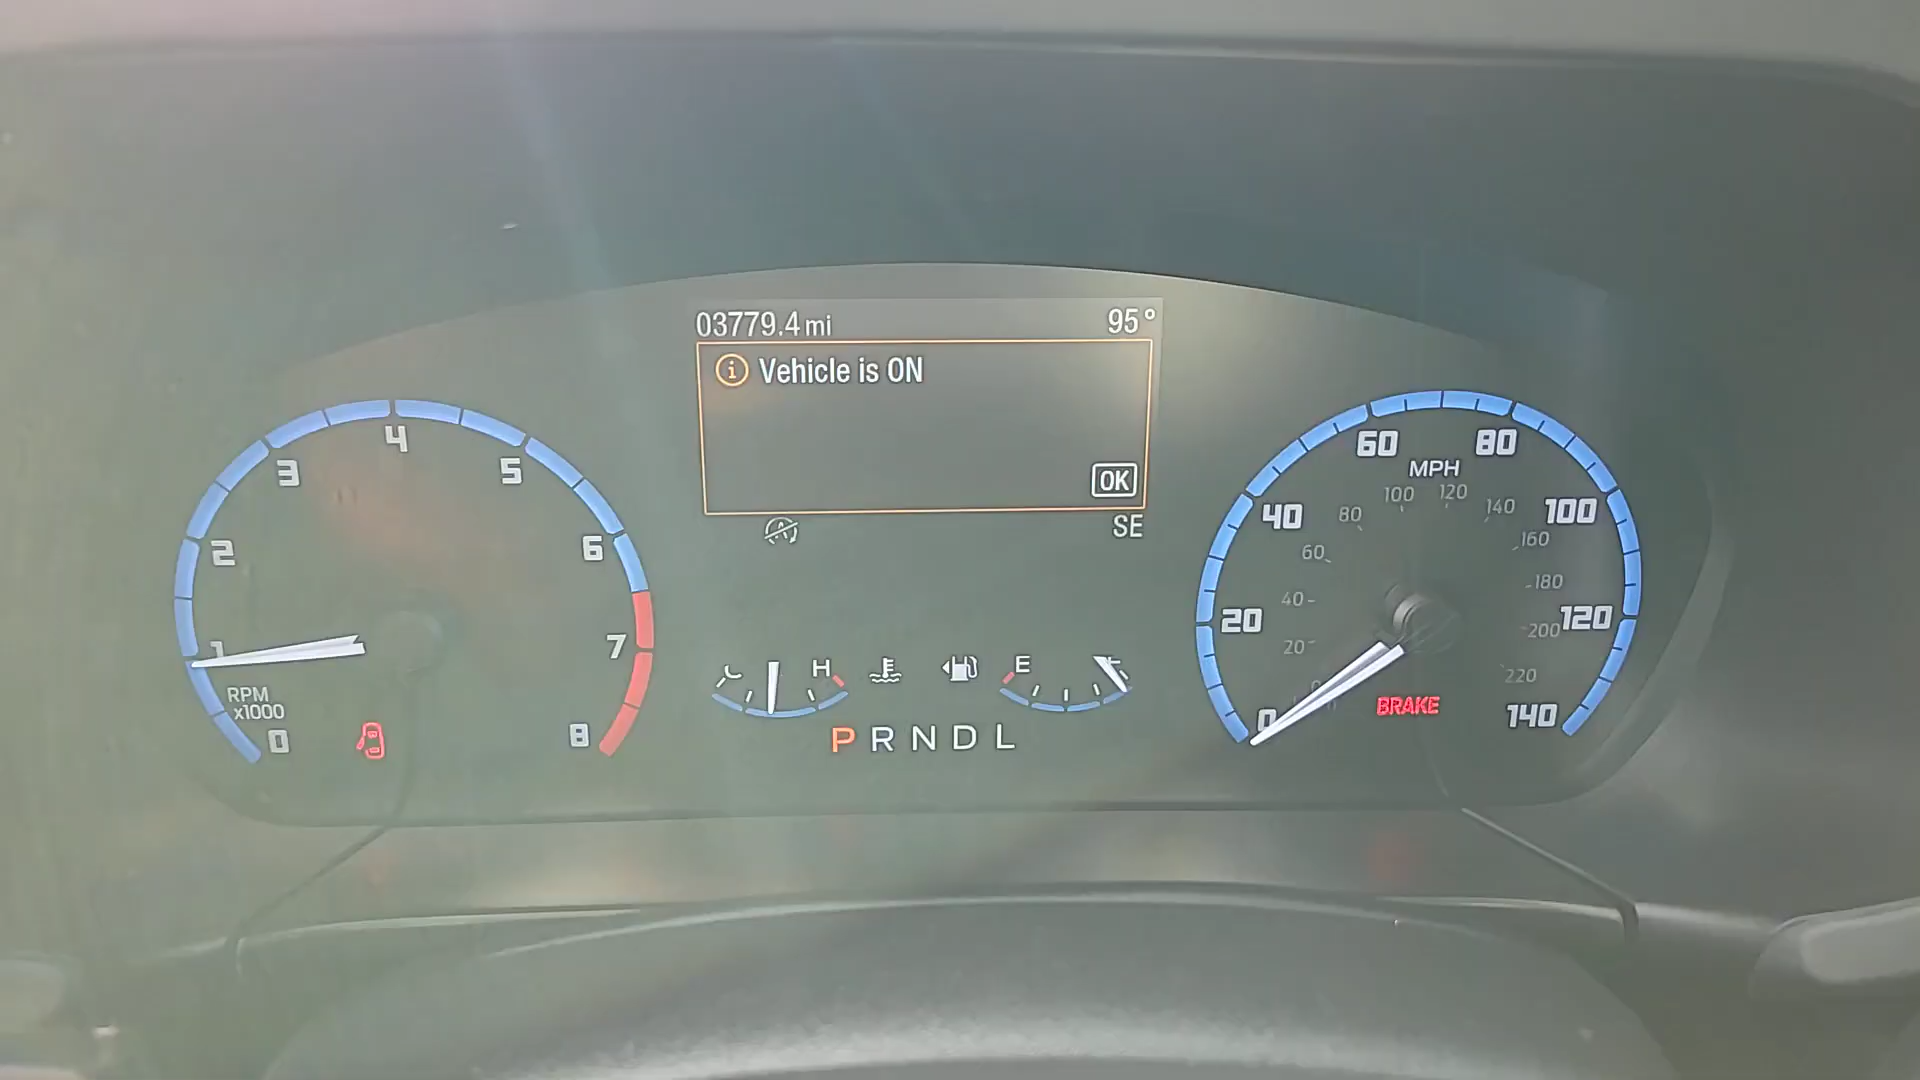 03779.4 mi 95°
i Vehicle is ON
OK
SE
0 1 2 3 4 5 6 7 8
RPM
x1000
H
E
P R N D L
0 20 40 60 80 100 120 140
MPH
20 40 60 80 100 120 140 160 180 200 220
BRAKE